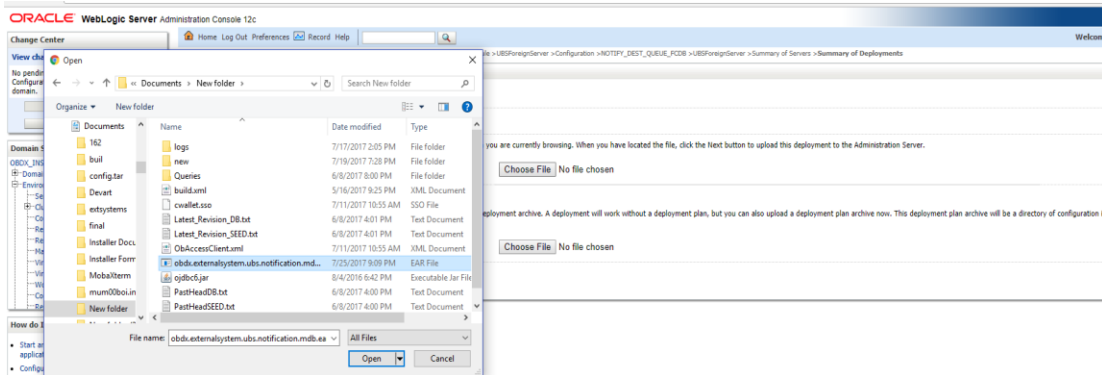 ORACLE WebLogic Server Administration Console 12c
Change Center
Home Log Out Preferences Record Help
Welcon
View cha
No pendin
Configura
domain.
>UBSForeignServer >Configuration >NOTIFY_DEST_QUEUE_FCDB >UBSForeignServer >Summary of Servers >Summary of Deployments
Open
« Documents > New folder >
Search New folder
Organize
New folder
Name
Date modified
Type
Documents
162
buil
config.tar
Devart
extsystems
final
Installer Docu
Installer Form
MobaXterm
mum00boi.in
New folder
logs 7/17/2017 2:05 PM File folder
new 7/19/2017 7:28 PM File folder
Queries 6/8/2017 8:00 PM File folder
build.xml 5/16/2017 9:25 PM XML Document
cwallet.sso 7/11/2017 10:55 AM SSO File
Latest_Revision_DB.txt 6/8/2017 4:01 PM Text Document
Latest_Revision_SEED.txt 6/8/2017 4:01 PM Text Document
ObAccessClient.xml 7/11/2017 10:55 AM XML Document
obdx.externalsystem.ubs.notification.md... 7/25/2017 9:09 PM EAR File
ojdbc6.jar 8/4/2016 6:42 PM Executable Jar File
PastHeadDB.txt 6/8/2017 4:00 PM Text Document
PastHeadSEED.txt 6/8/2017 4:00 PM Text Document
File name: obdx.externalsystem.ubs.notification.mdb.ea
All Files
Open
Cancel
Domain S
OBDX_INS
Domai
Enviro
How do I
Start ar
applicat
Configu
you are currently browsing. When you have located the file, click the Next button to upload this deployment to the Administration Server.
Choose File No file chosen
eployment archive. A deployment will work without a deployment plan, but you can also upload a deployment plan archive now. This deployment plan archive will be a directory of configuration i
Choose File No file chosen